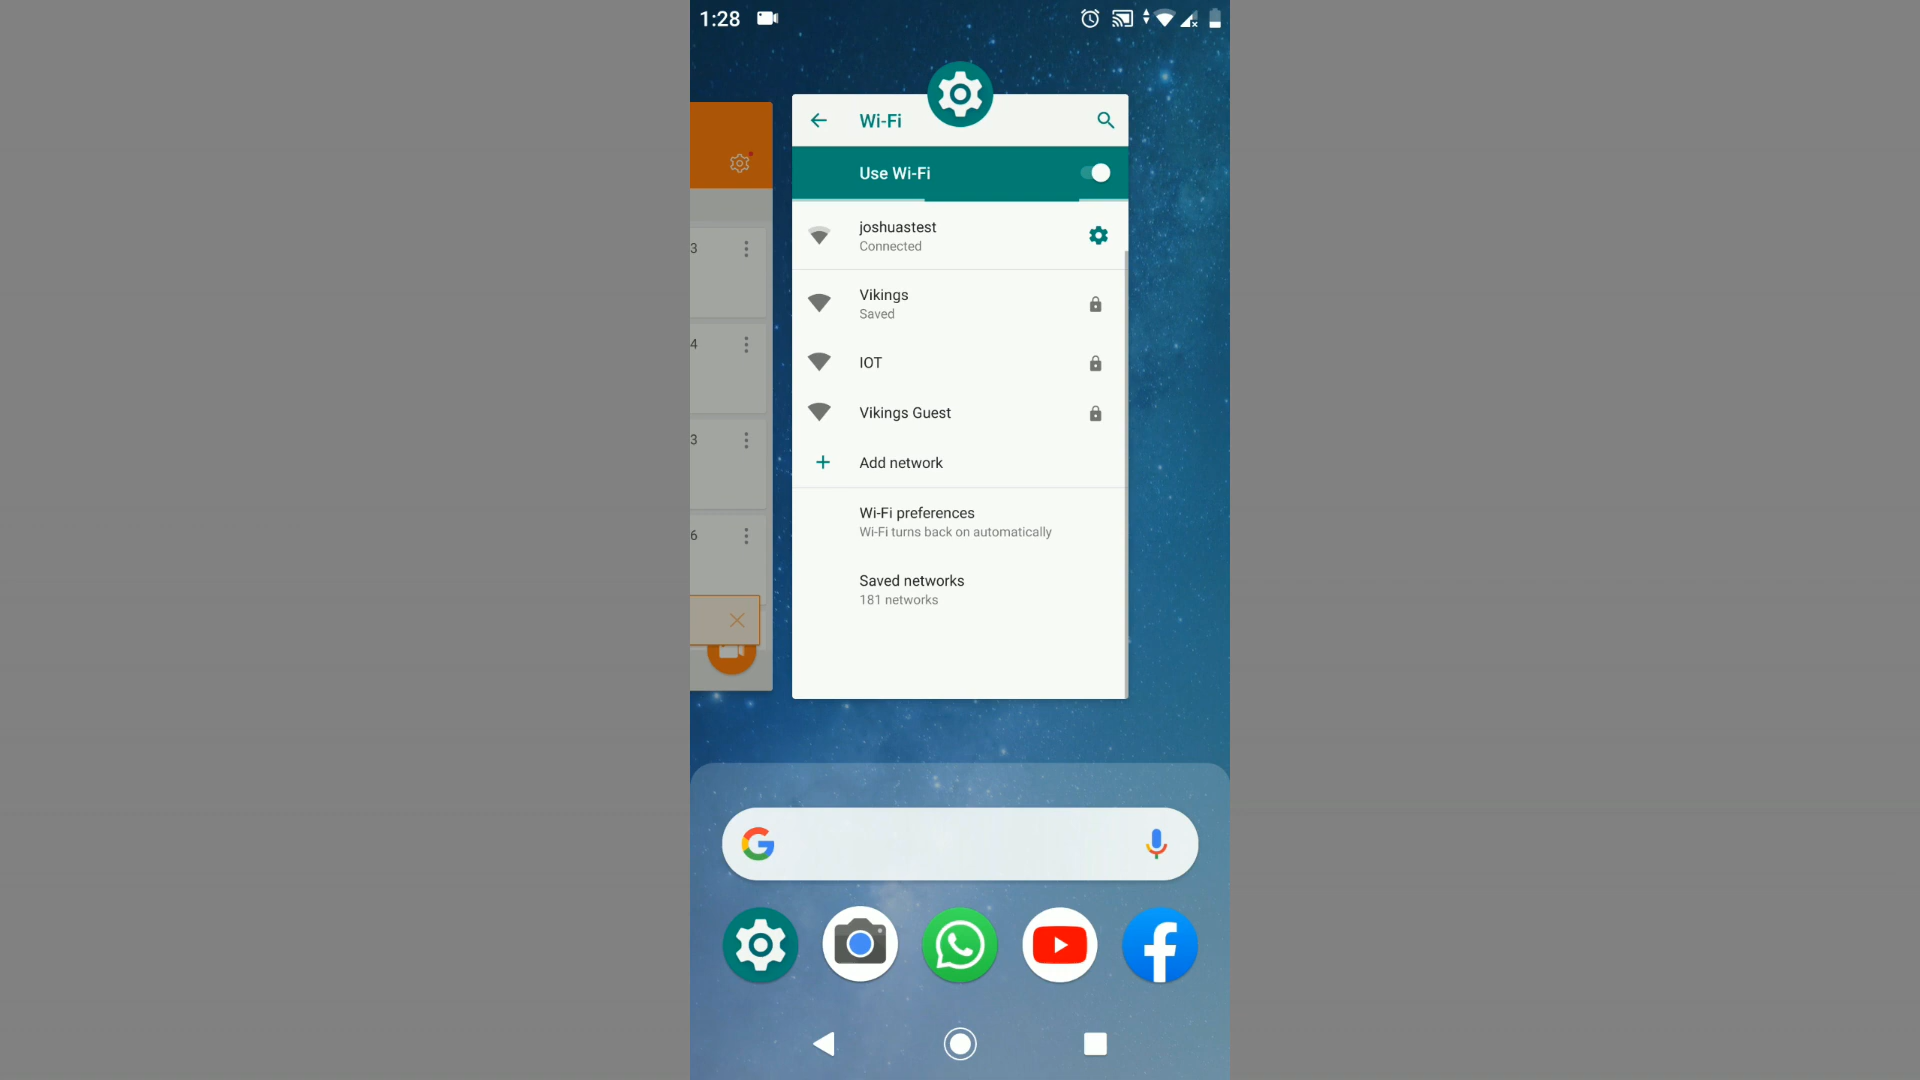 1:28
Wi-Fi
Use Wi-Fi
joshuastest
Connected
3
Vikings
Saved
4
IOT
Vikings Guest
3
Add network
Wi-Fi preferences
Wi-Fi turns back on automatically
6
Saved networks
181 networks